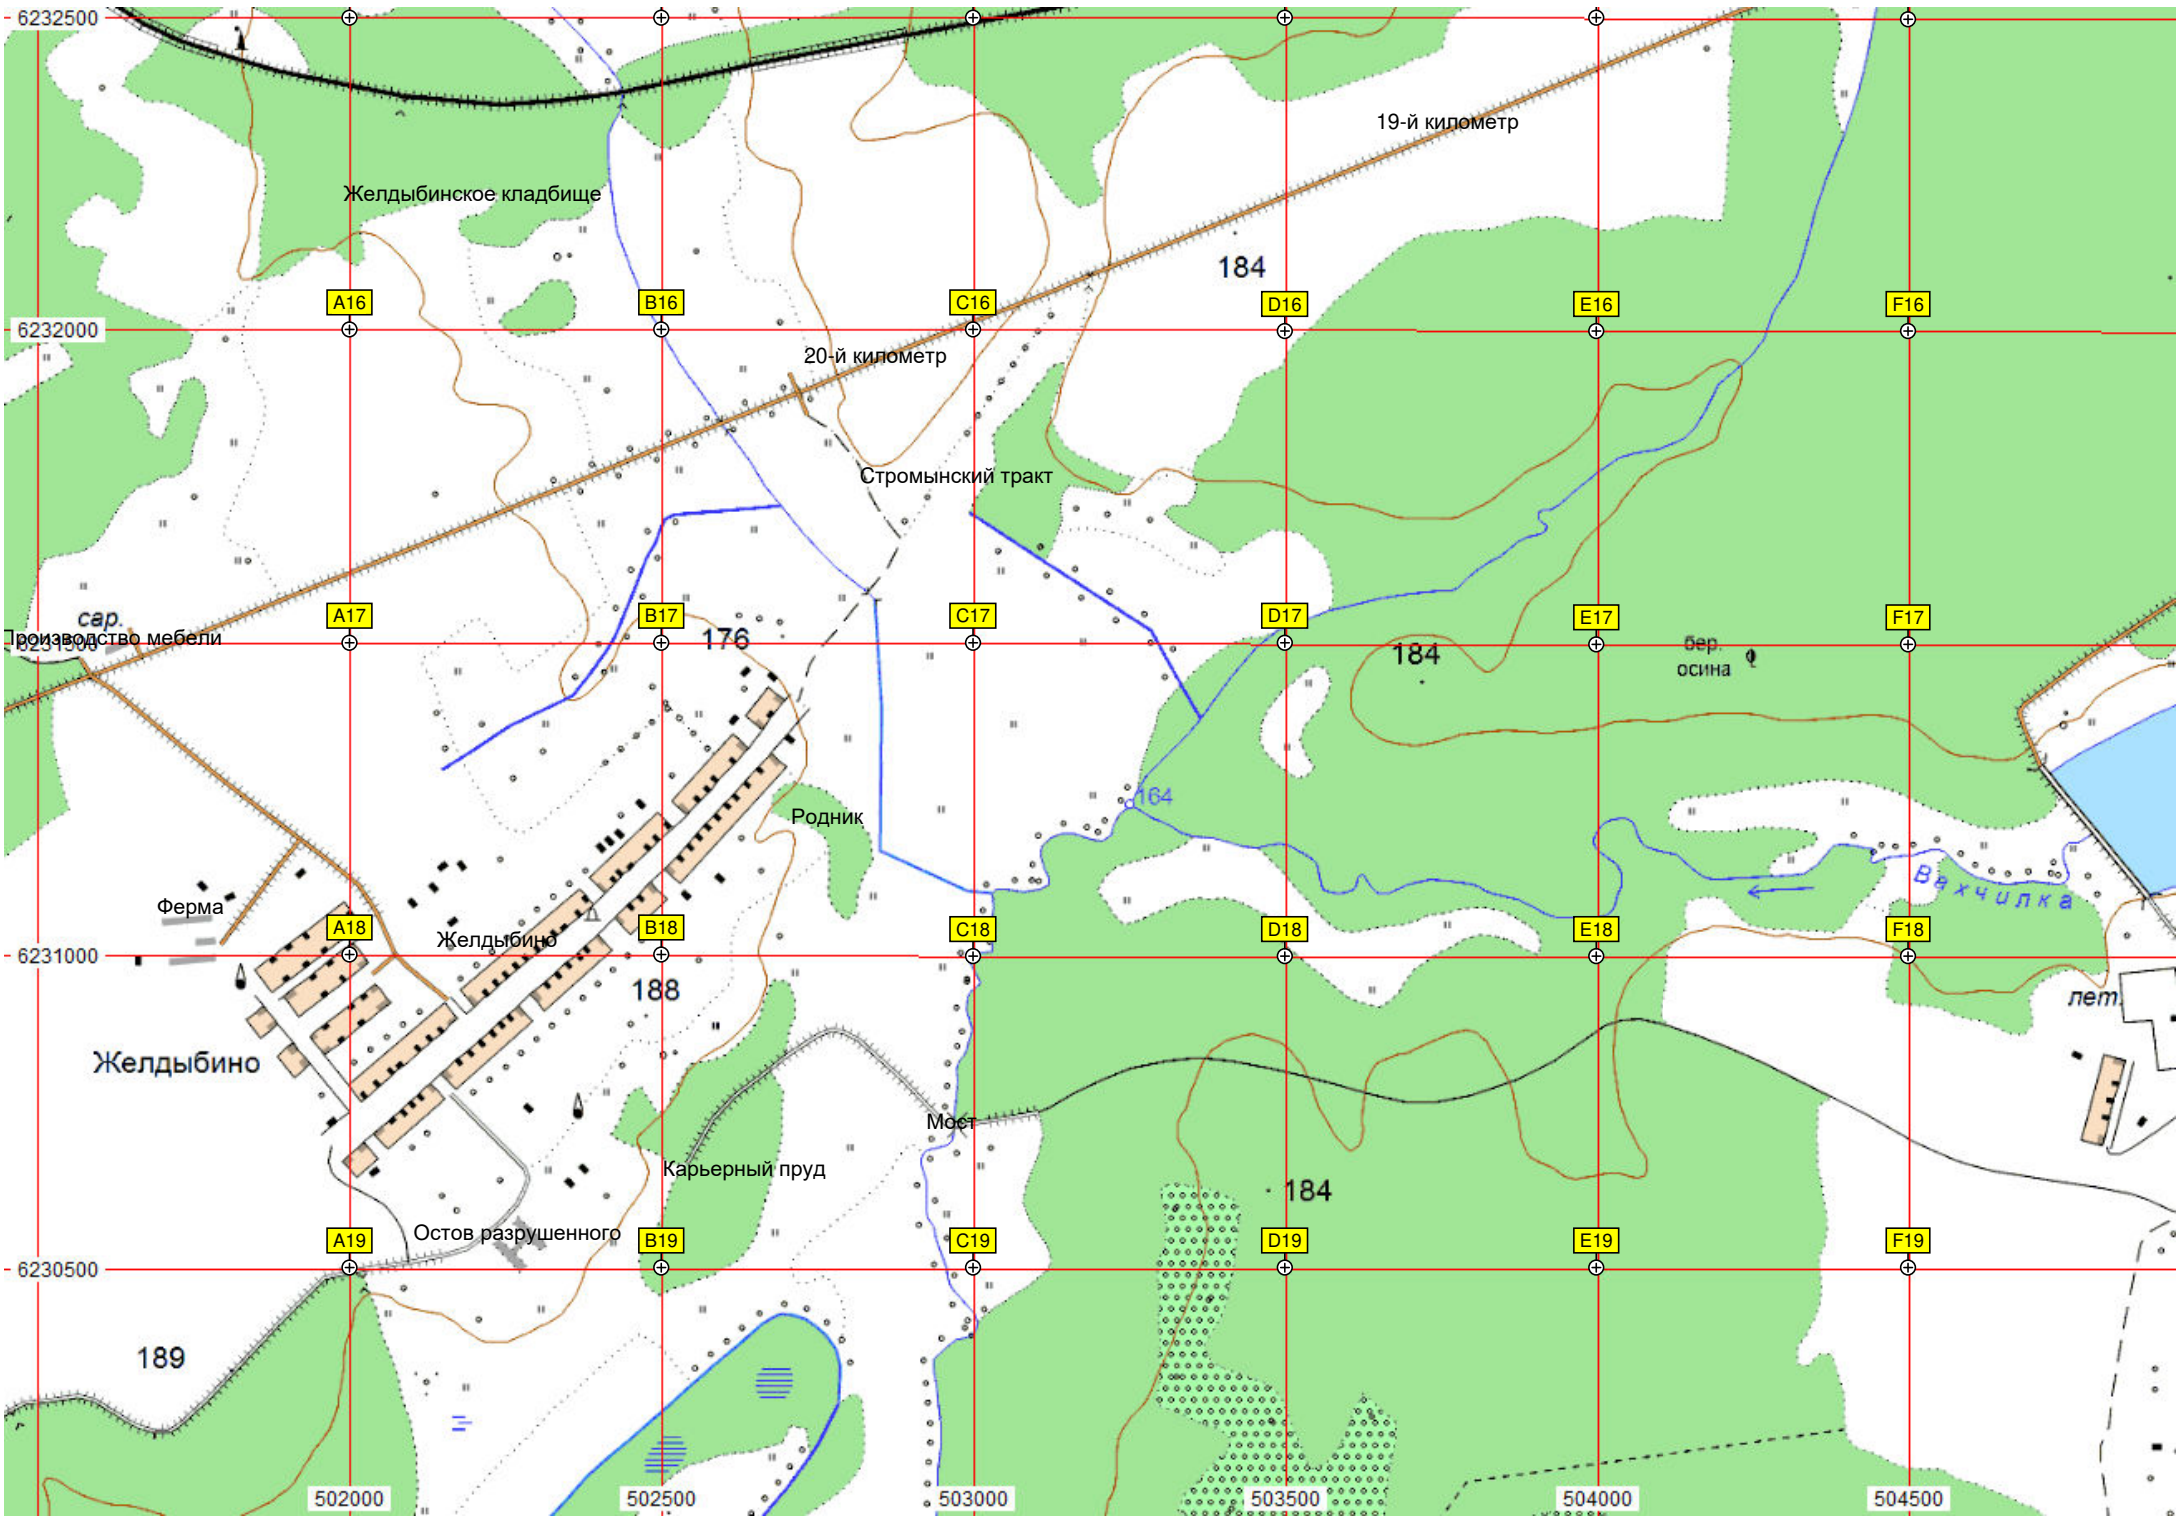 6232500
19-й километр
Желдыбинское кладбище
184
A16
B16
C16
D16
E16
F16
6232000
20-й километр
Стромынский тракт
сар.
A17
B17
C17
D17
E17
F17
176
Производство мебели
6231500
184
бер.
осина
164
Родник
Вахчилка
Ферма
A18
B18
C18
D18
E18
F18
Желдыбино
6231000
188
лет.
Желдыбино
Мост
Карьерный пруд
184
Остов разрушенного
A19
B19
C19
D19
E19
F19
6230500
189
502000
502500
503000
503500
504000
504500